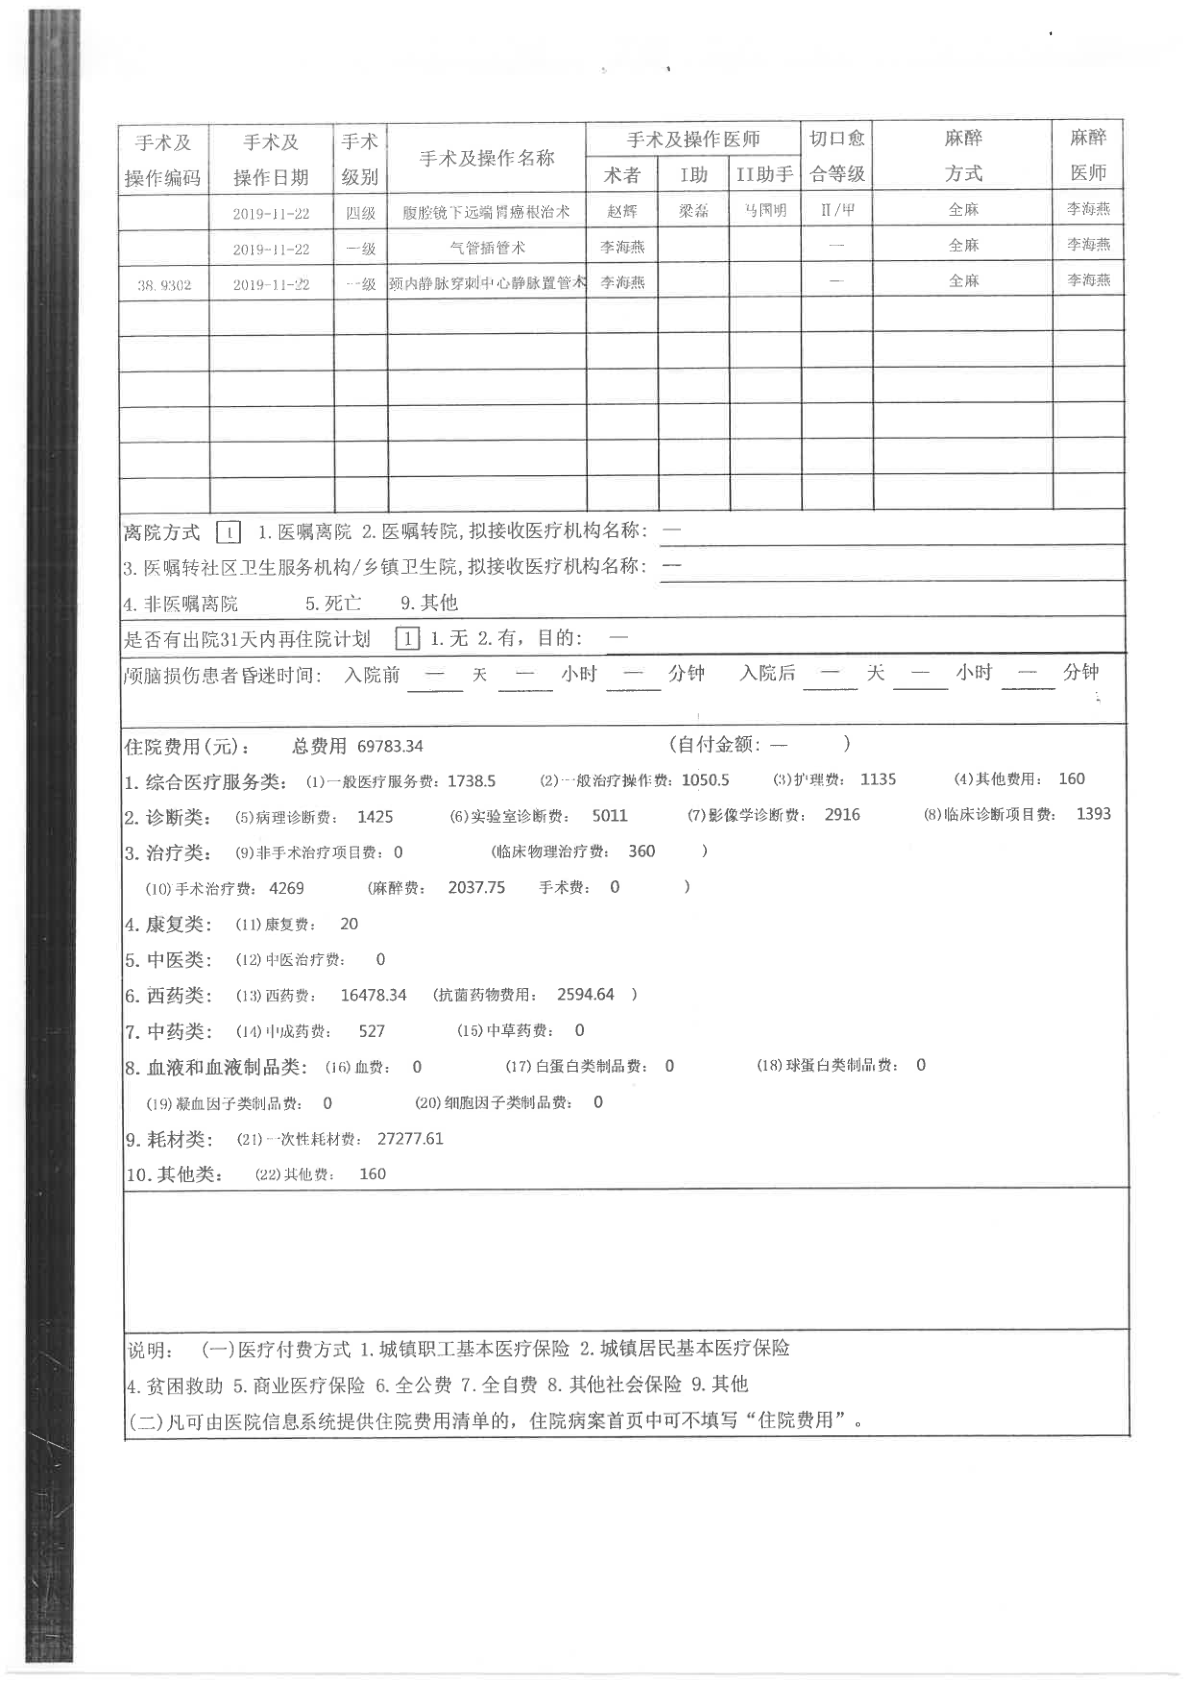 手术及 手术及 手术 手术及操作名称 手术及操作医师 切口愈 麻醉 麻醉
操作编码 操作日期 级别 术者 I助 II助手 合等级 方式 医师
2019-11-22 四级 腹腔镜下远端胃癌根治术 赵辉 梁磊 马国明 II/甲 全麻 李海燕
2019-11-22 一级 气管插管术 李海燕 — 全麻 李海燕
38.9302 2019-11-22 一级 颈内静脉穿刺中心静脉置管术 李海燕 — 全麻 李海燕
离院方式 1 1.医嘱离院 2.医嘱转院,拟接收医疗机构名称: —
3.医嘱转社区卫生服务机构/乡镇卫生院,拟接收医疗机构名称: —
4.非医嘱离院 5.死亡 9.其他
是否有出院31天内再住院计划 1 1.无 2.有, 目的: —
颅脑损伤患者昏迷时间: 入院前 — 天 — 小时 — 分钟 入院后 — 天 — 小时 — 分钟
住院费用(元): 总费用 69783.34 (自付金额: — )
1.综合医疗服务类: (1)一般医疗服务费: 1738.5 (2)一般治疗操作费: 1050.5 (3)护理费: 1135 (4)其他费用: 160
2.诊断类: (5)病理诊断费: 1425 (6)实验室诊断费: 5011 (7)影像学诊断费: 2916 (8)临床诊断项目费: 1393
3.治疗类: (9)非手术治疗项目费: 0 (临床物理治疗费: 360 )
(10)手术治疗费: 4269 (麻醉费: 2037.75 手术费: 0 )
4.康复类: (11)康复费: 20
5.中医类: (12)中医治疗费: 0
6.西药类: (13)西药费: 16478.34 (抗菌药物费用: 2594.64 )
7.中药类: (14)中成药费: 527 (15)中草药费: 0
8.血液和血液制品类: (16)血费: 0 (17)白蛋白类制品费: 0 (18)球蛋白类制品费: 0
(19)凝血因子类制品费: 0 (20)细胞因子类制品费: 0
9.耗材类: (21)一次性耗材费: 27277.61
10.其他类: (22)其他费: 160
说明: (一)医疗付费方式 1.城镇职工基本医疗保险 2.城镇居民基本医疗保险
4.贫困救助 5.商业医疗保险 6.全公费 7.全自费 8.其他社会保险 9.其他
(二)凡可由医院信息系统提供住院费用清单的, 住院病案首页中可不填写“住院费用”。